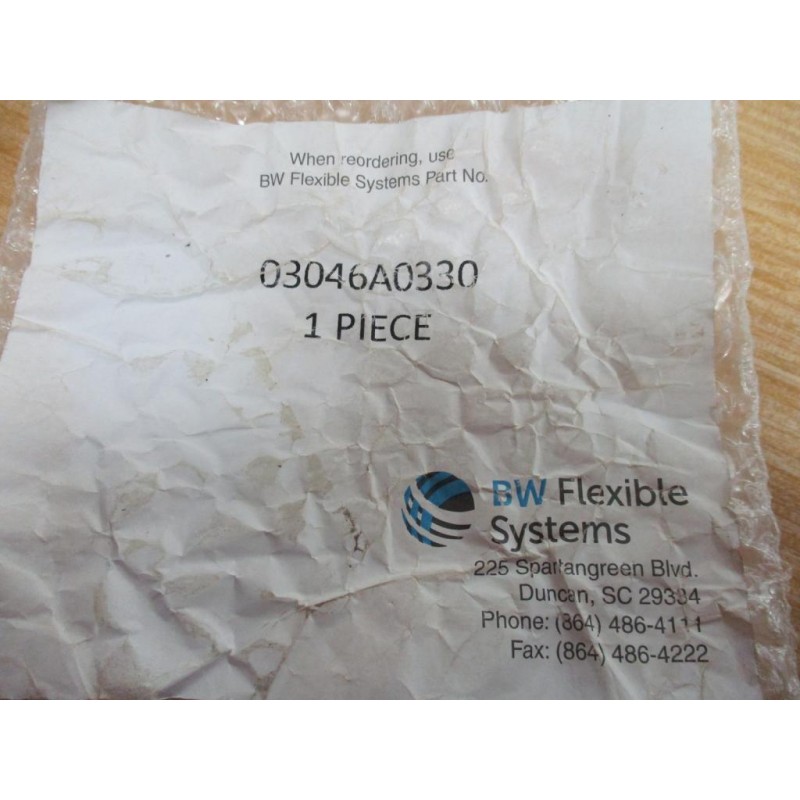 When reordering, use
BW Flexible Systems Part No.
03046A0330
1 PIECE
BW Flexible
Systems
225 Spartangreen Blvd.
Duncan, SC 29334
Phone: (864) 486-4111
Fax: (864) 486-4222